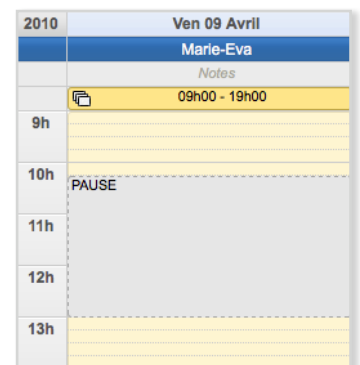 2010 Ven 09 Avril
Marie-Eva
Notes
09h00 - 19h00
9h
10h
PAUSE
11h
12h
13h